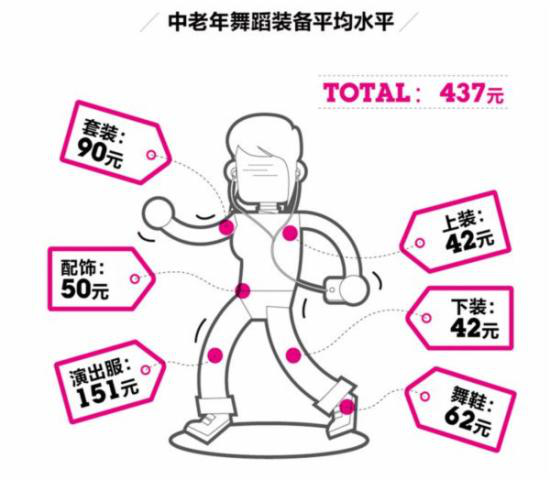 中老年舞蹈装备平均水平
TOTAL：437元
套装：
90元
上装：
42元
配饰：
50元
下装：
42元
演出服：
151元
舞鞋：
62元